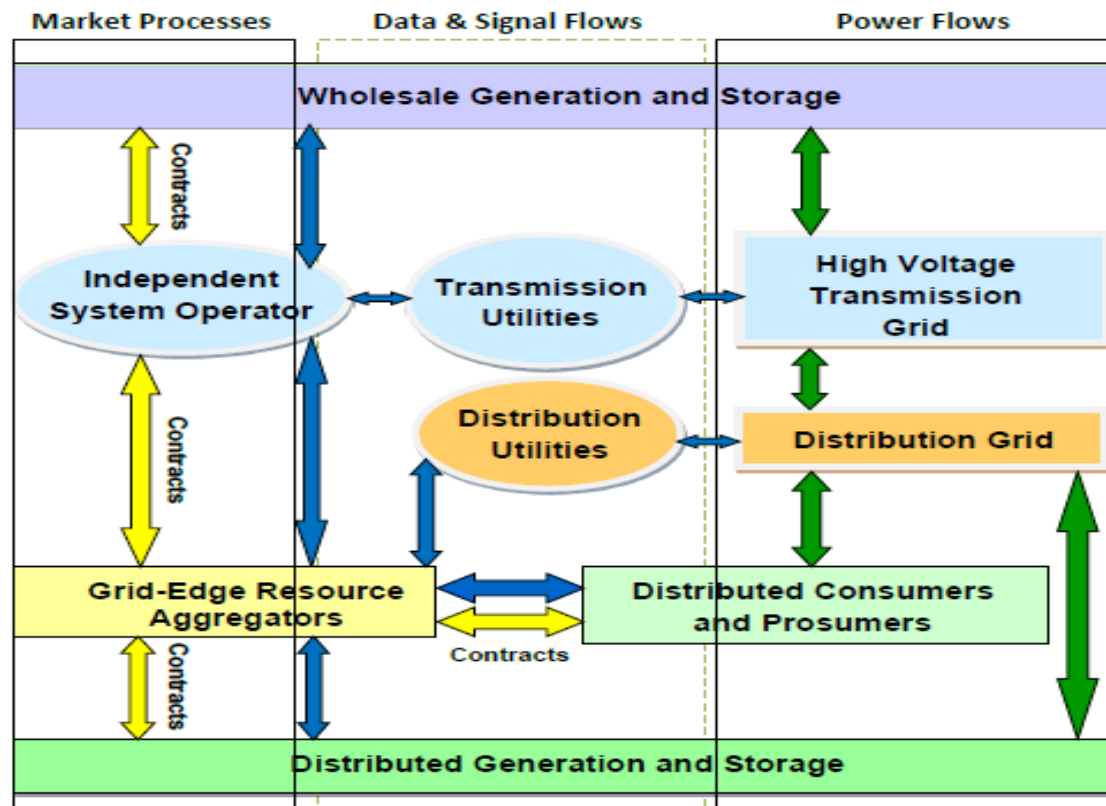 Market Processes
Data & Signal Flows
Power Flows
Wholesale Generation and Storage
Contracts
Independent
System Operator
Transmission
Utilities
High Voltage
Transmission
Grid
Distribution
Utilities
Distribution Grid
Contracts
Grid-Edge Resource
Aggregators
Distributed Consumers
and Prosumers
Contracts
Contracts
Distributed Generation and Storage